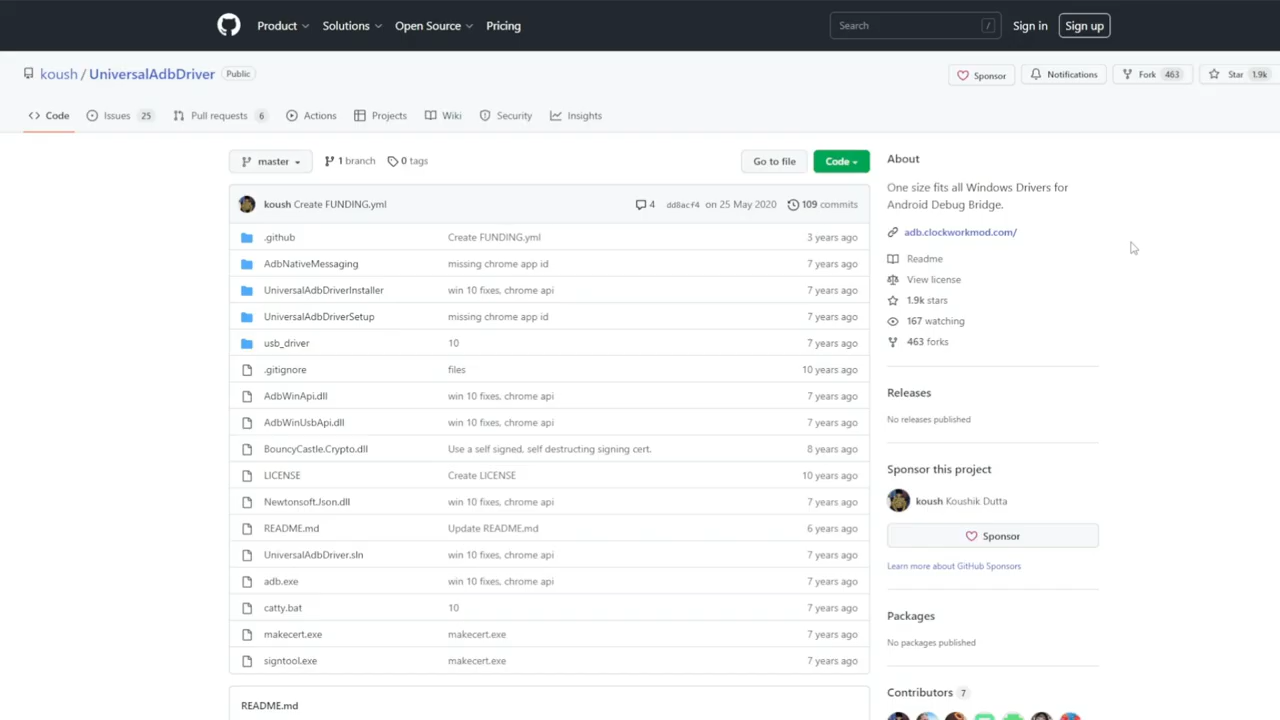 Product Solutions Open Source Pricing Search / Sign in Sign up
koush / UniversalAdbDriver Public Sponsor Notifications Fork 463 Star 1.9k
Code Issues 25 Pull requests 6 Actions Projects Wiki Security Insights
master 1 branch 0 tags Go to file Code
koush Create FUNDING.yml 4 dd8acf4 on 25 May 2020 109 commits
.github Create FUNDING.yml 3 years ago
AdbNativeMessaging missing chrome app id 7 years ago
UniversalAdbDriverInstaller win 10 fixes, chrome api 7 years ago
UniversalAdbDriverSetup missing chrome app id 7 years ago
usb_driver 10 7 years ago
.gitignore files 10 years ago
AdbWinApi.dll win 10 fixes, chrome api 7 years ago
AdbWinUsbApi.dll win 10 fixes, chrome api 7 years ago
BouncyCastle.Crypto.dll Use a self signed, self destructing signing cert. 8 years ago
LICENSE Create LICENSE 10 years ago
Newtonsoft.Json.dll win 10 fixes, chrome api 7 years ago
README.md Update README.md 6 years ago
UniversalAdbDriver.sln win 10 fixes, chrome api 7 years ago
adb.exe win 10 fixes, chrome api 7 years ago
catty.bat 10 7 years ago
makecert.exe makecert.exe 7 years ago
signtool.exe makecert.exe 7 years ago
README.md
About
One size fits all Windows Drivers for
Android Debug Bridge.
adb.clockworkmod.com/
Readme
View license
1.9k stars
167 watching
463 forks
Releases
No releases published
Sponsor this project
koush Koushik Dutta
Sponsor
Learn more about GitHub Sponsors
Packages
No packages published
Contributors 7